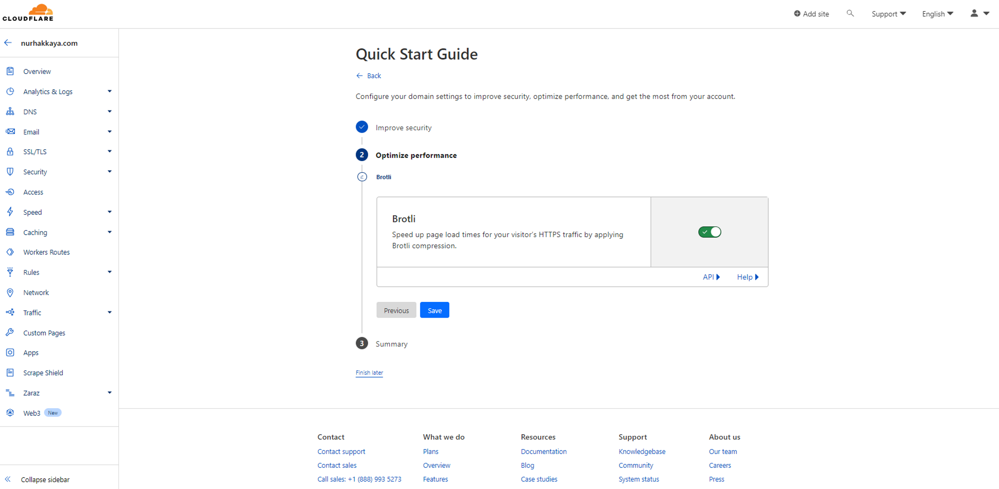 CLOUDFLARE
Add site
Support
English
nurhakkaya.com
Overview
Analytics & Logs
DNS
Email
SSL/TLS
Security
Access
Speed
Caching
Workers Routes
Rules
Network
Traffic
Custom Pages
Apps
Scrape Shield
Zaraz
Web3 New
Collapse sidebar
Quick Start Guide
Back
Configure your domain settings to improve security, optimize performance, and get the most from your account.
Improve security
2 Optimize performance
Brotli
Brotli
Speed up page load times for your visitor’s HTTPS traffic by applying
Brotli compression.
API Help
Previous Save
3 Summary
Finish later
Contact
Contact support
Contact sales
Call sales: +1 (888) 993 5273
What we do
Plans
Overview
Features
Resources
Documentation
Blog
Case studies
Support
Knowledgebase
Community
System status
About us
Our team
Careers
Press